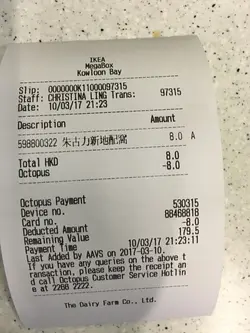 IKEA
MegaBox
Kowloon Bay
Slip: 0000000K11000097315
Staff: CHRISTINA LING Trans: 97315
Date: 10/03/17 21:23
Description Amount
598800322 朱古力新地配窩 8.0 A
Total HKD 8.0
Octopus -8.0
Octopus Payment
Device no. 530315
Card no. 88468818
Deducted Amount -8.0
Remaining Value 179.5
Payment Time 10/03/17 21:23:11
Last Added by AAVS on 2017-03-10.
If you have any queries on the above t
ransaction, please keep the receipt an
d call Octopus Customer Service Hotlin
e at 2266 2222.
The Dairy Farm Co., Ltd.